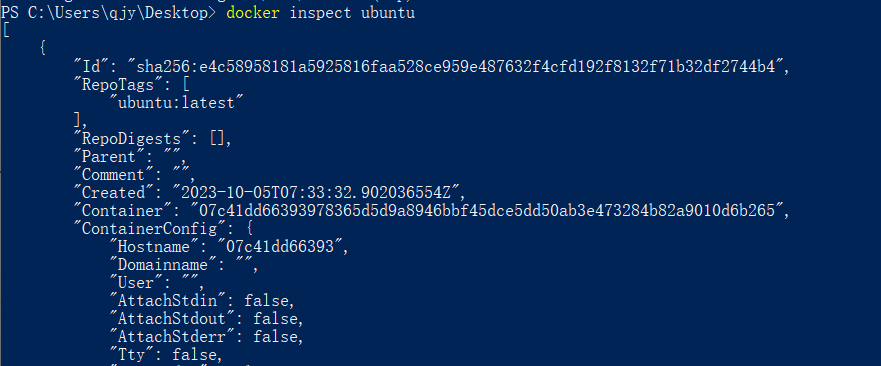 PS C:\Users\qjy\Desktop> docker inspect ubuntu
[
    {
        "Id": "sha256:e4c58958181a5925816faa528ce959e487632f4cfd192f8132f71b32df2744b4",
        "RepoTags": [
            "ubuntu:latest"
        ],
        "RepoDigests": [],
        "Parent": "",
        "Comment": "",
        "Created": "2023-10-05T07:33:32.902036554Z",
        "Container": "07c41dd66393978365d5d9a8946bbf45dce5dd50ab3e473284b82a9010d6b265",
        "ContainerConfig": {
            "Hostname": "07c41dd66393",
            "Domainname": "",
            "User": "",
            "AttachStdin": false,
            "AttachStdout": false,
            "AttachStderr": false,
            "Tty": false,